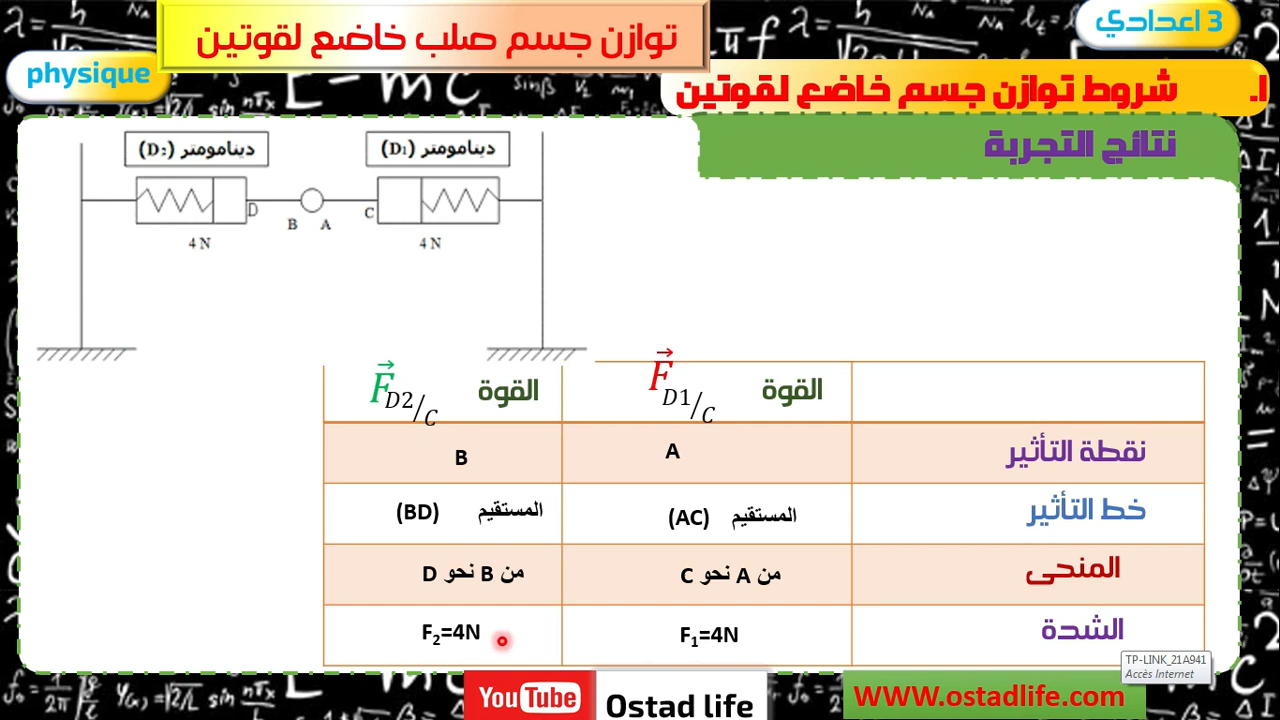 3 اعدادي
توازن جسم صلب خاضع لقوتين
physique
I. شروط توازن جسم خاضع لقوتين
نتائج التجربة
دينامومتر (D₁)
دينامومتر (D₂)
D B A C
4 N 4 N
القوة F⃗ D1/C القوة F⃗ D2/C
نقطة التأثير A B
خط التأثير المستقيم (AC) المستقيم (BD)
المنحى من A نحو C من B نحو D
الشدة F₁=4N F₂=4N
TP-LINK_21A941
Accès Internet
YouTube Ostad life
WWW.ostadlife.com